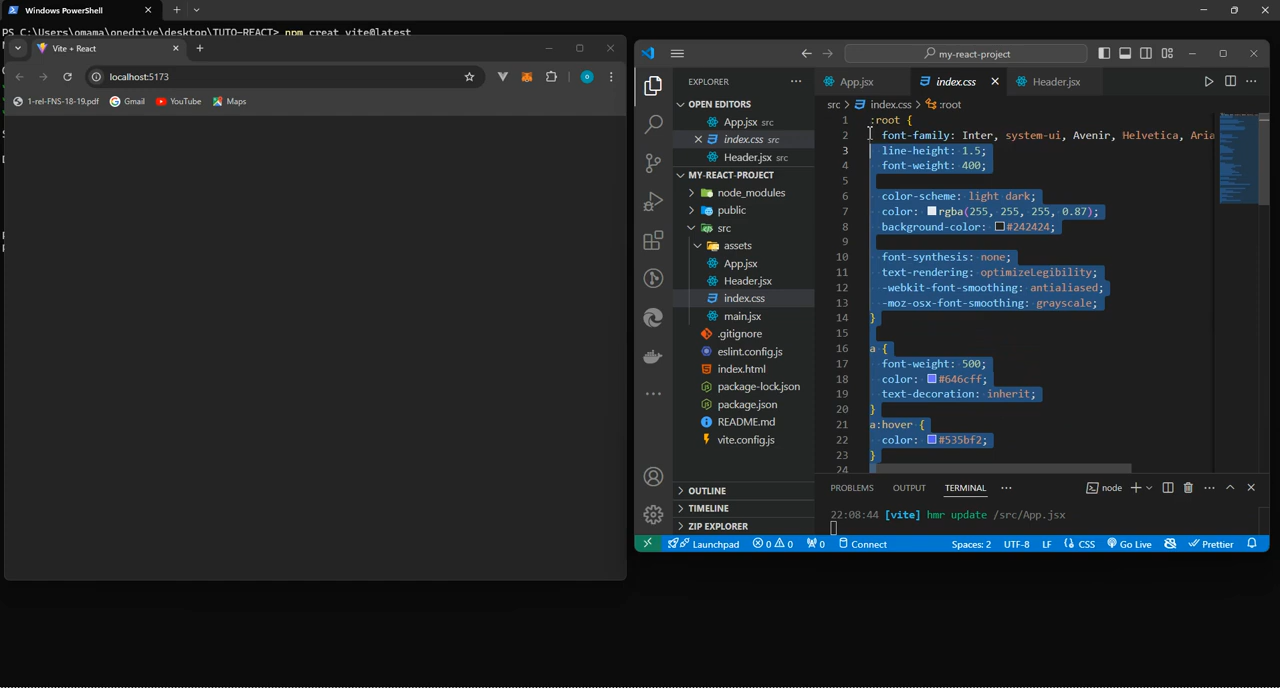 Windows PowerShell
PS C:\Users\omama\onedrive\desktop\TUTO-REACT> npm creat vite@latest
Vite + React
localhost:5173
1-rel-FNS-18-19.pdf
Gmail
YouTube
Maps
my-react-project
EXPLORER
OPEN EDITORS
App.jsx src
index.css src
Header.jsx src
MY-REACT-PROJECT
node_modules
public
src
assets
App.jsx
Header.jsx
index.css
main.jsx
.gitignore
eslint.config.js
index.html
package-lock.json
package.json
README.md
vite.config.js
OUTLINE
TIMELINE
ZIP EXPLORER
App.jsx
index.css
Header.jsx
src > index.css > :root
1 :root {
2 font-family: Inter, system-ui, Avenir, Helvetica, Aria
3 line-height: 1.5;
4 font-weight: 400;
5
6 color-scheme: light dark;
7 color: rgba(255, 255, 255, 0.87);
8 background-color: #242424;
9
10 font-synthesis: none;
11 text-rendering: optimizeLegibility;
12 -webkit-font-smoothing: antialiased;
13 -moz-osx-font-smoothing: grayscale;
14 }
15
16 a {
17 font-weight: 500;
18 color: #646cff;
19 text-decoration: inherit;
20 }
21 a:hover {
22 color: #535bf2;
23 }
24
PROBLEMS OUTPUT TERMINAL
node
22:08:44 [vite] hmr update /src/App.jsx
Launchpad 0 0 0 Connect
Spaces: 2 UTF-8 LF CSS Go Live Prettier